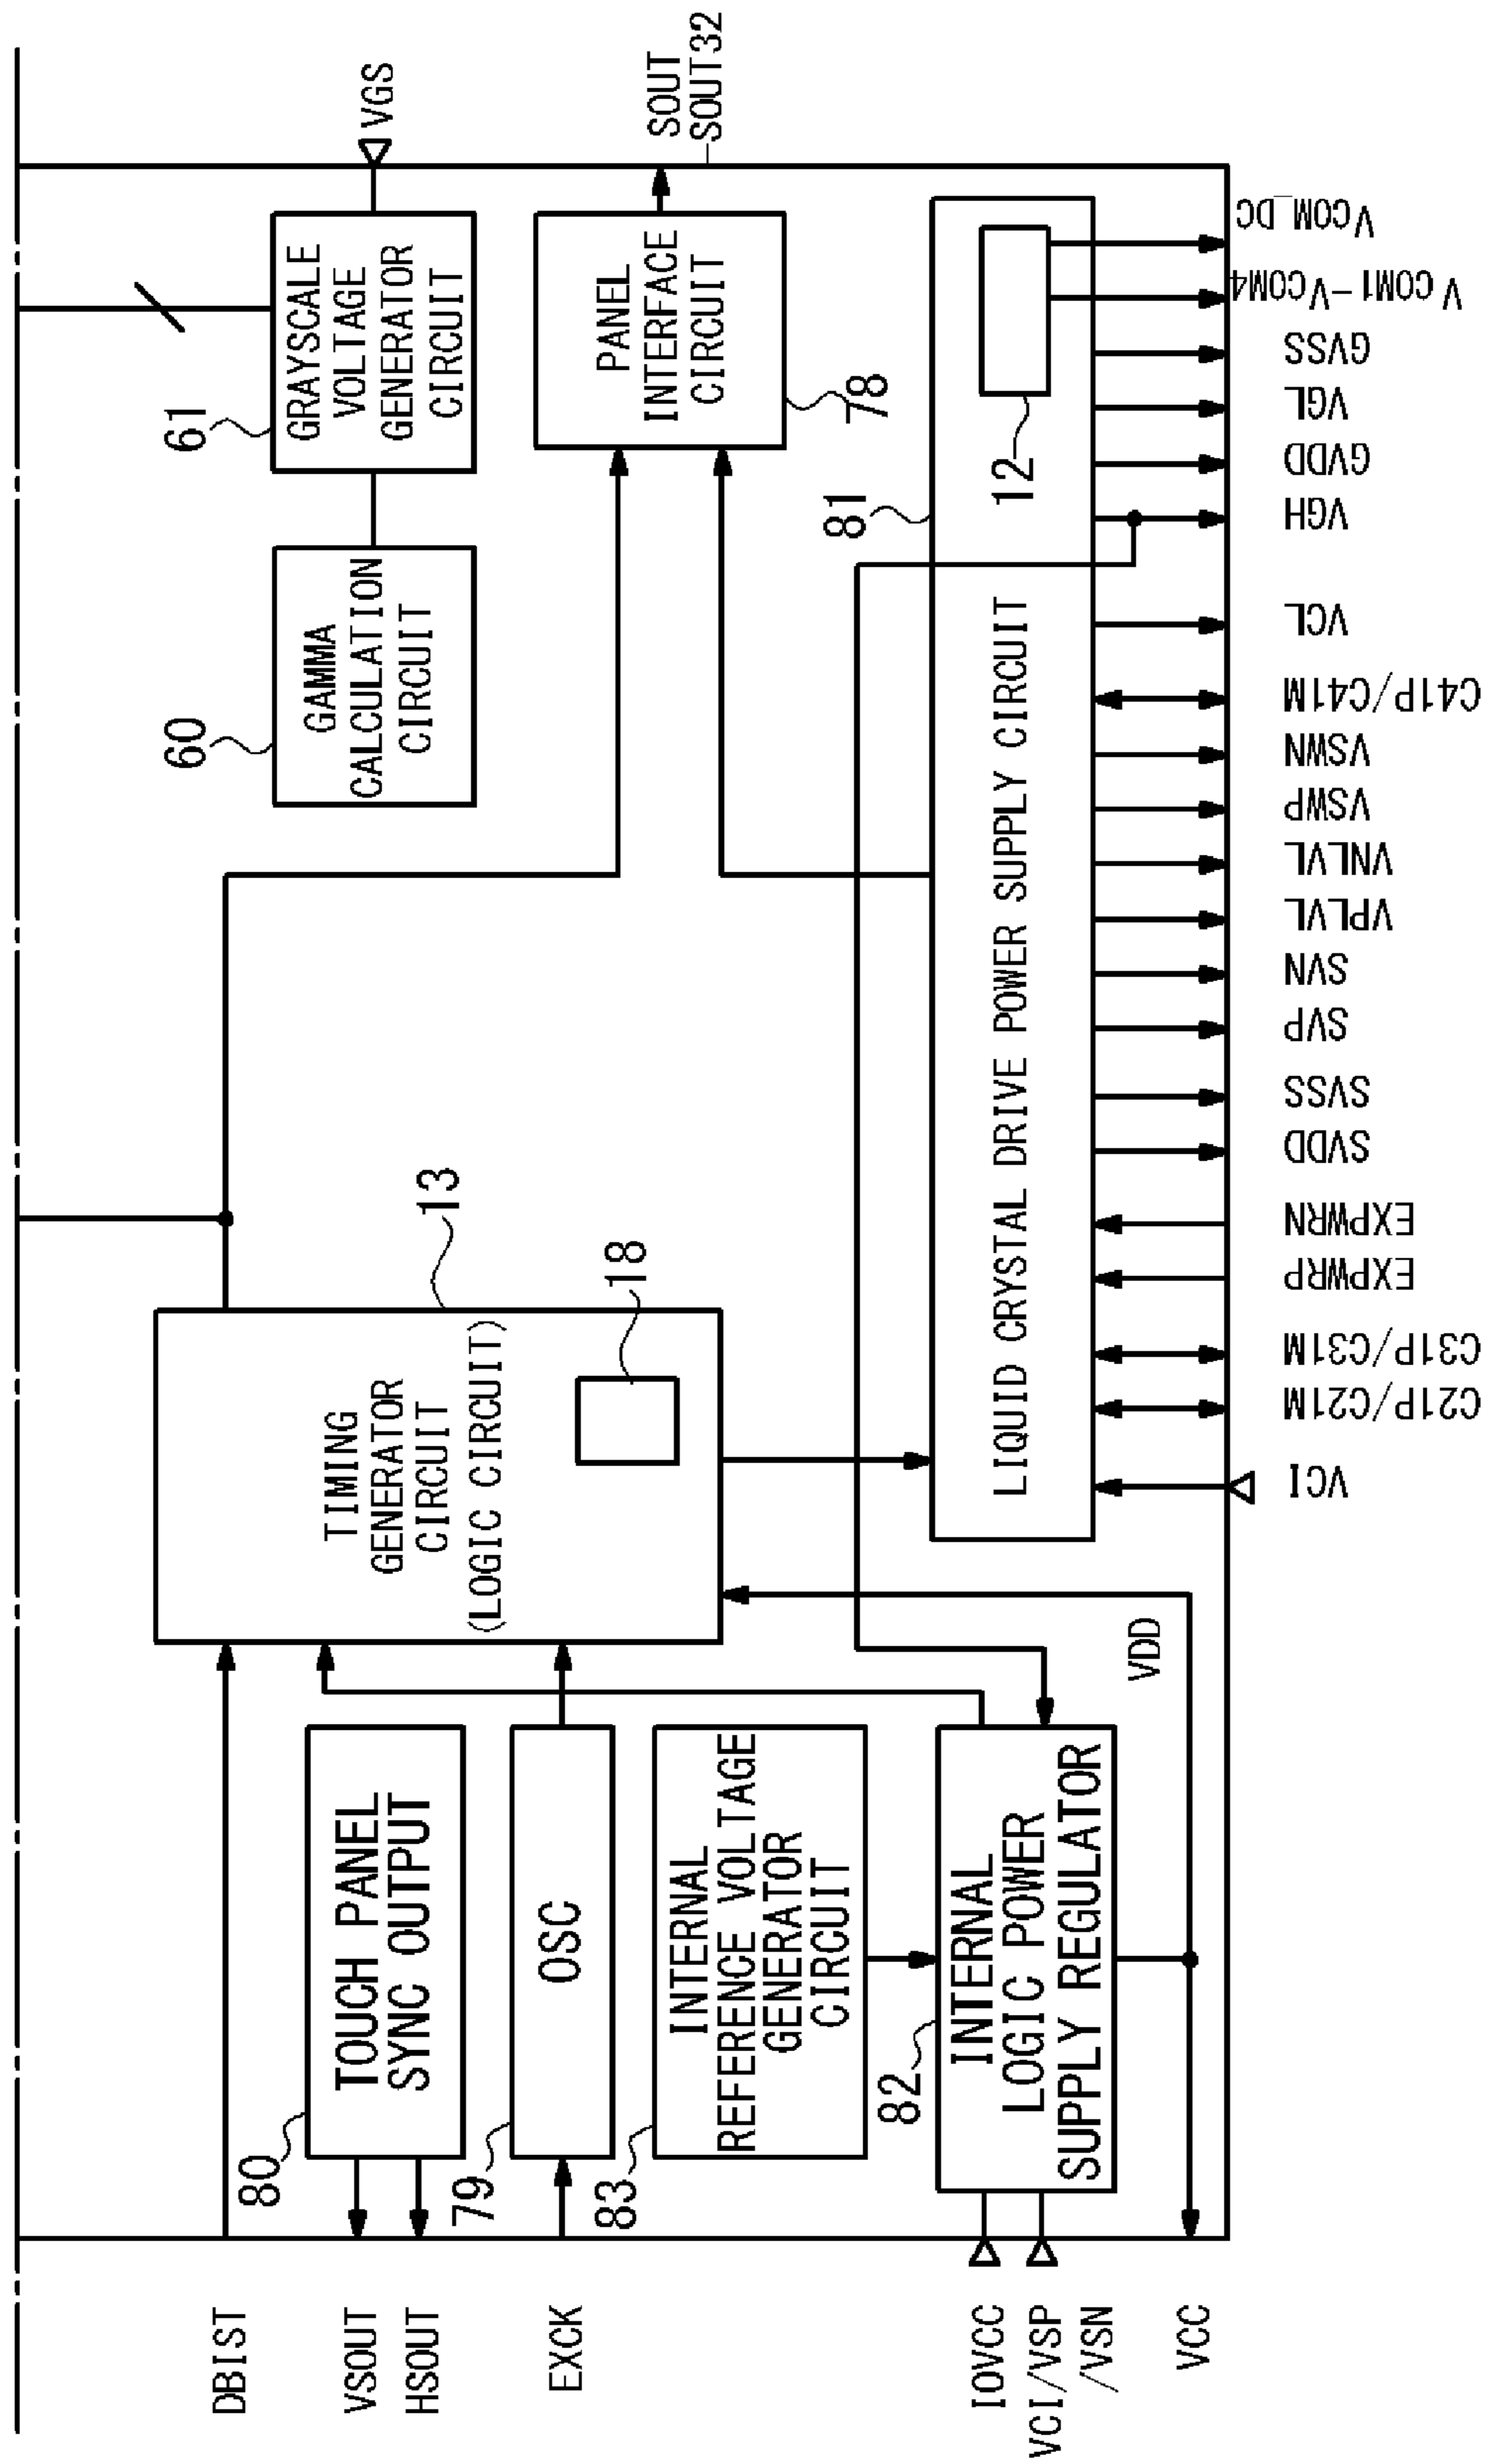 DBIST
VSOUT
HSOUT
EXCK
IOVCC
VCI/VSP
/VSN
VCC
80
TOUCH PANEL
SYNC OUTPUT
79
OSC
83
INTERNAL
REFERENCE VOLTAGE
GENERATOR
CIRCUIT
82
INTERNAL
LOGIC POWER
SUPPLY REGULATOR
VDD
TIMING
GENERATOR
CIRCUIT
(LOGIC CIRCUIT)
13
18
60
GAMMA
CALCULATION
CIRCUIT
61
GRAYSCALE
VOLTAGE
GENERATOR
CIRCUIT
VGS
PANEL
INTERFACE
CIRCUIT
78
SOUT
SOUT32
81
LIQUID CRYSTAL DRIVE POWER SUPPLY CIRCUIT
12
VCI
C21P/C21M
C31P/C31M
EXPWRP
EXPWRN
SVDD
SVSS
SVP
SVN
VPLVL
VNLVL
VSWP
VSWN
C41P/C41M
VCL
VGH
GVDD
VGL
GVSS
VCOM1-VCOM4
VCOM_DC